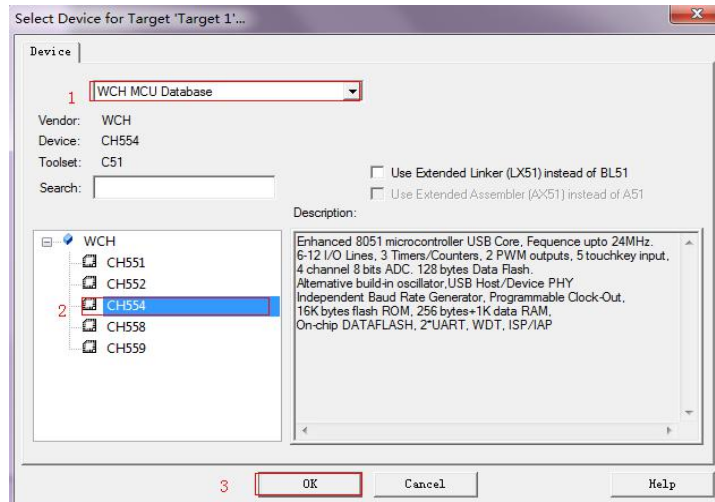 Select Device for Target 'Target 1'...
Device
1
WCH MCU Database
Vendor: WCH
Device: CH554
Toolset: C51
Search:
Use Extended Linker (LX51) instead of BL51
Use Extended Assembler (AX51) instead of A51
Description:
WCH
CH551
CH552
2
CH554
CH558
CH559
Enhanced 8051 microcontroller USB Core, Fequence upto 24MHz.
6-12 I/O Lines, 3 Timers/Counters, 2 PWM outputs, 5 touchkey input,
4 channel 8 bits ADC. 128 bytes Data Flash.
Alternative build-in oscillator,USB Host/Device PHY
Independent Baud Rate Generator, Programmable Clock-Out,
16K bytes flash ROM, 256 bytes+1K data RAM,
On-chip DATAFLASH, 2*UART, WDT, ISP/IAP
3
OK
Cancel
Help